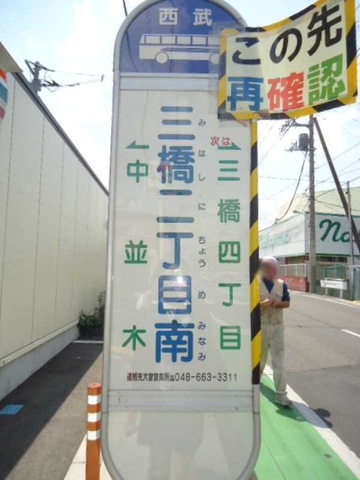 西武
この先
再確認
三橋二丁目南
みはしにちょうめみなみ
次は
三橋四丁目
中並木
連絡先大宮営業所☎048-663-3311